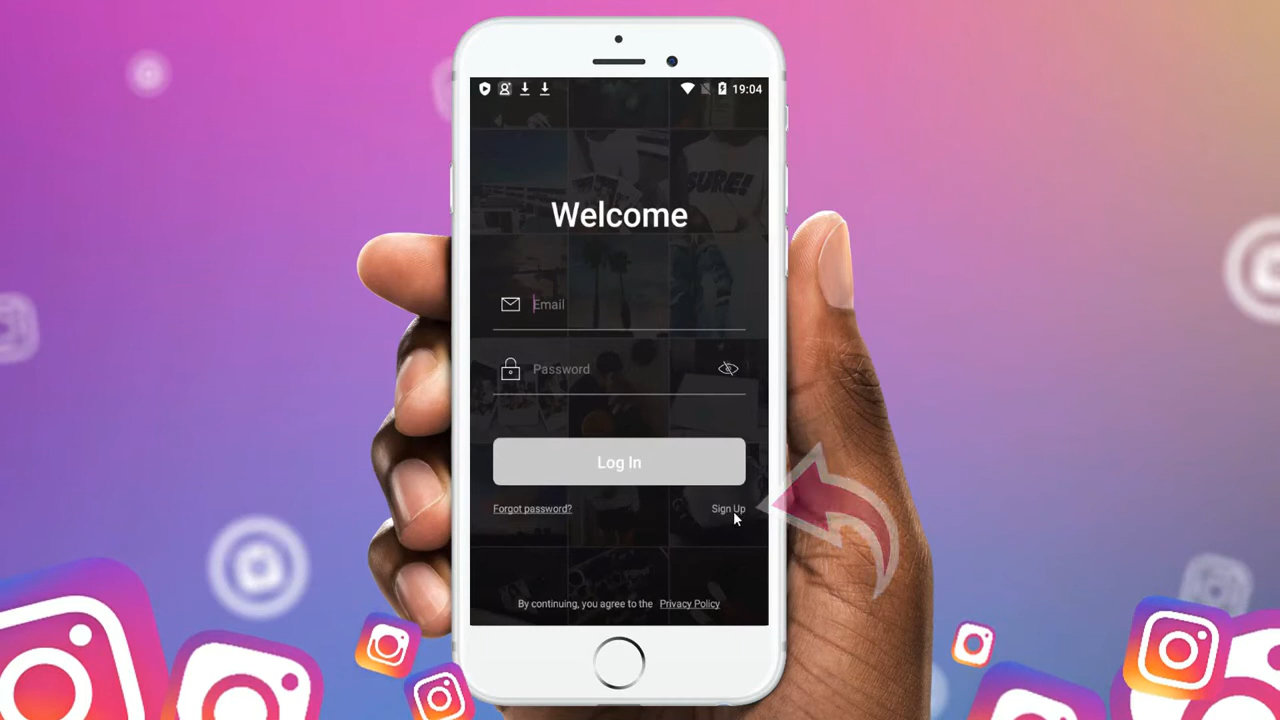 19:04
SURE!
Welcome
Email
Password
Log In
Forgot password?
Sign Up
By continuing, you agree to the Privacy Policy